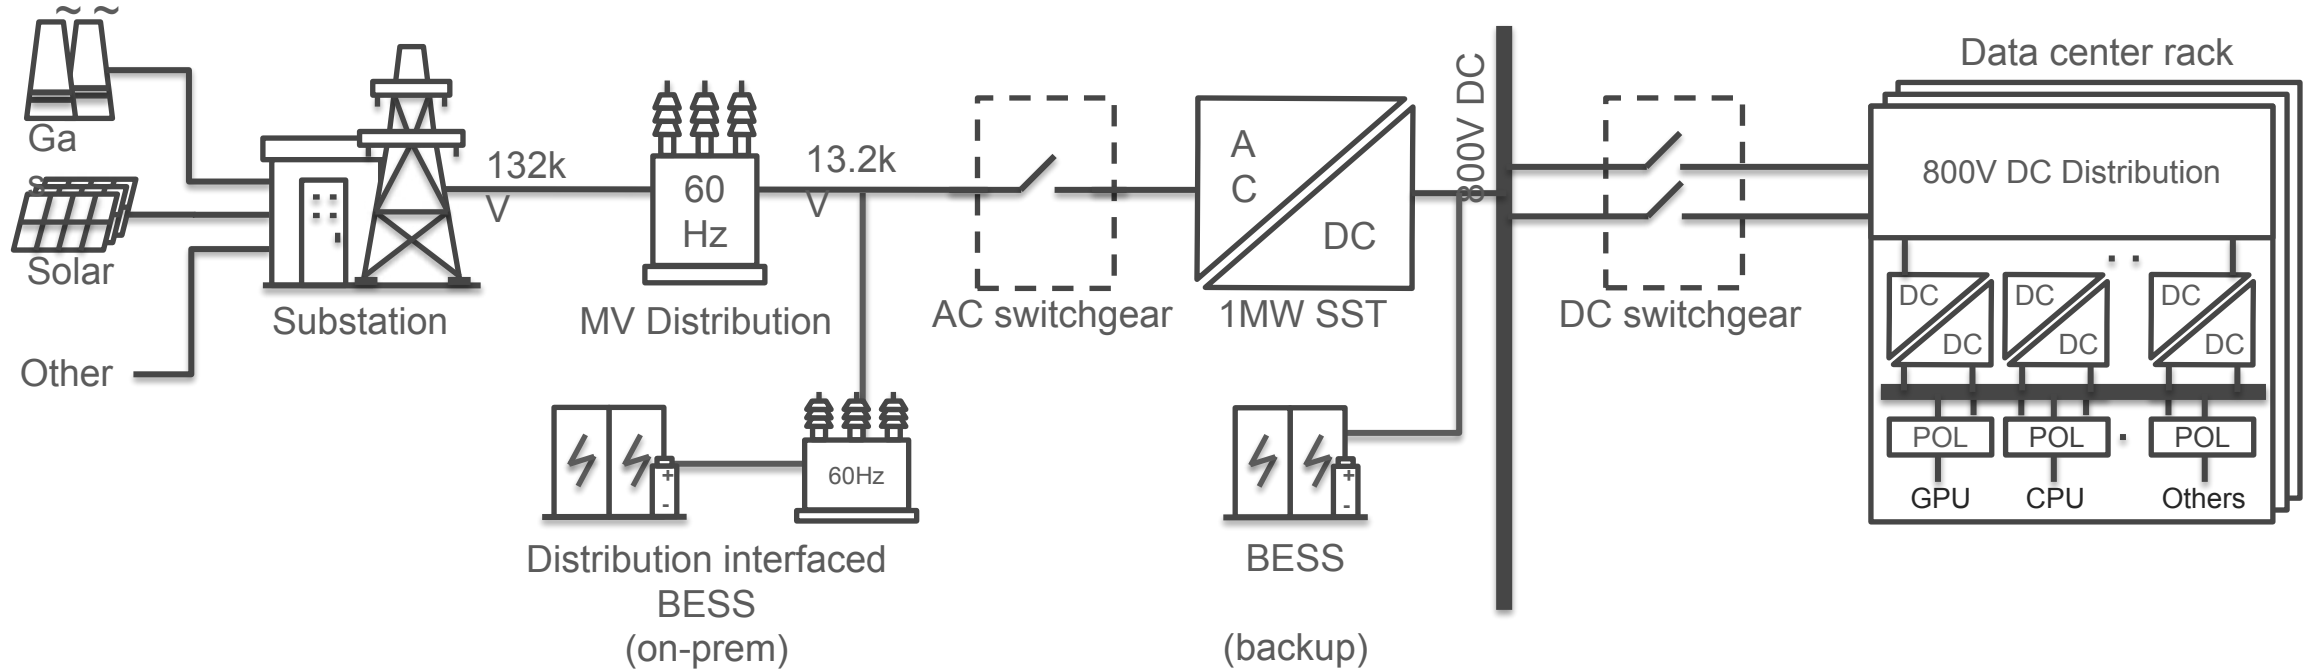 ~ ~
Ga
s
Solar
Other
Substation
132k
V
60
Hz
MV Distribution
13.2k
V
AC switchgear
A
C
DC
1MW SST
800V DC
DC switchgear
Data center rack
800V DC Distribution
. .
DC
DC
DC
DC
DC
DC
POL
POL
.
POL
GPU
CPU
Others
+
-
60Hz
Distribution interfaced
BESS
(on-prem)
+
-
BESS
(backup)